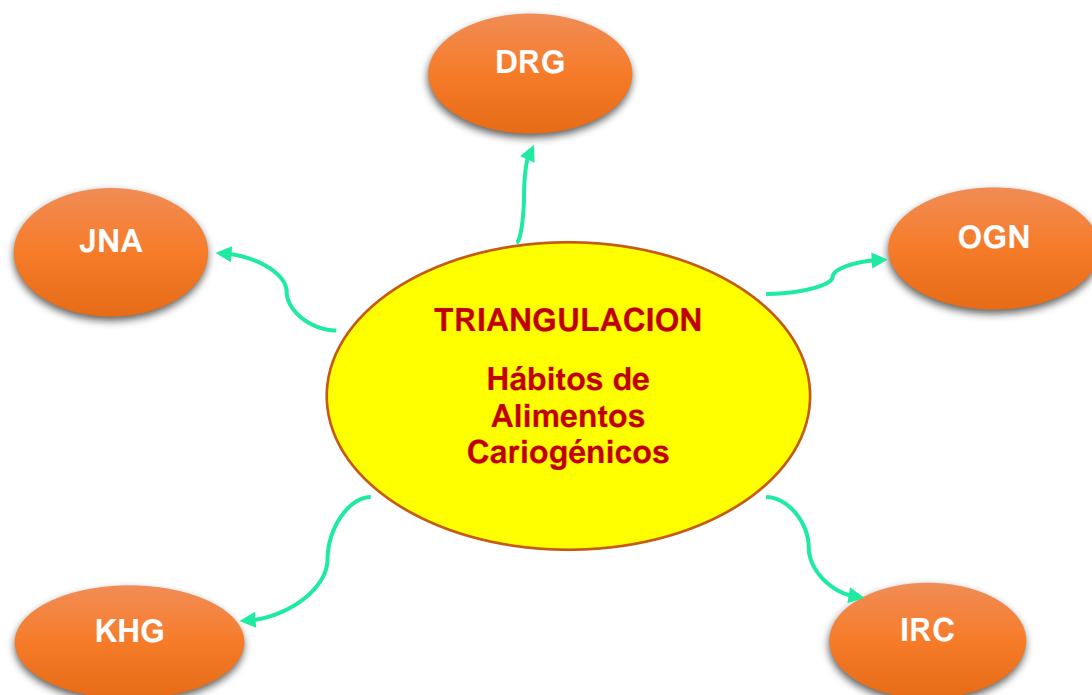 DRG
JNA
OGN
TRIANGULACION
Hábitos de
Alimentos
Cariogénicos
KHG
IRC